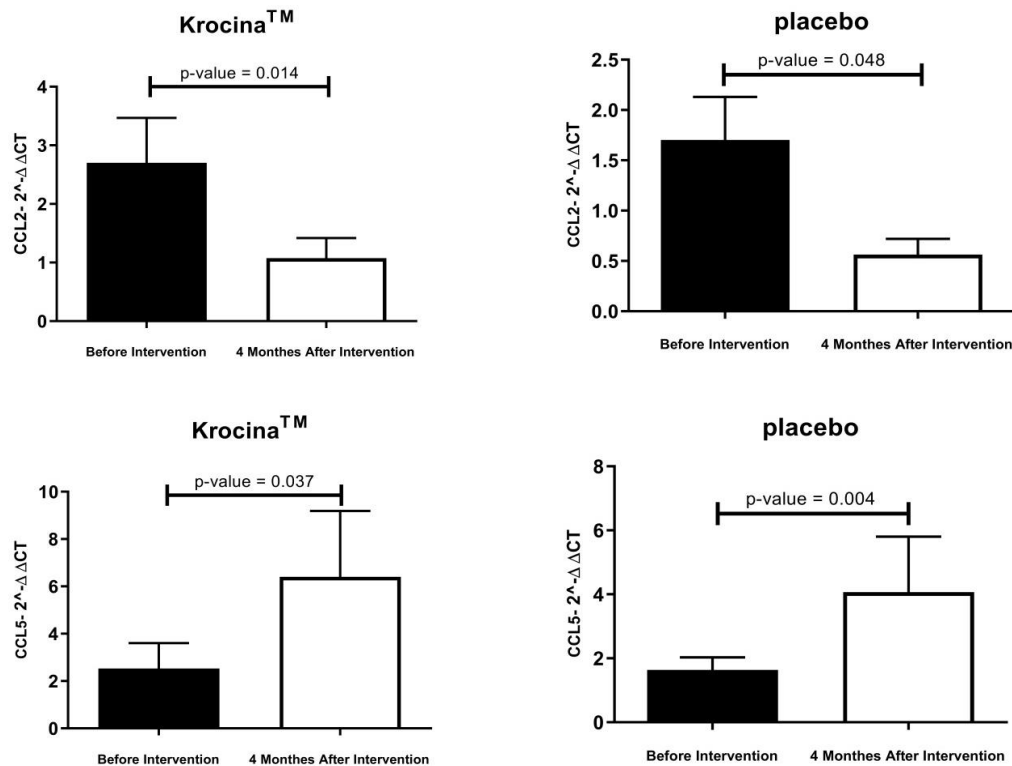 Krocina™
p-value = 0.014
CCL2- 2^-Δ ΔCT
4
3
2
1
0
Before Intervention
4 Monthes After Intervention
placebo
p-value = 0.048
CCL2- 2^-Δ ΔCT
2.5
2.0
1.5
1.0
0.5
0.0
Before Intervention
4 Monthes After Intervention
Krocina™
p-value = 0.037
CCL5- 2^-Δ ΔCT
10
8
6
4
2
0
Before Intervention
4 Monthes After Intervention
placebo
p-value = 0.004
CCL5- 2^-Δ ΔCT
8
6
4
2
0
Before Intervention
4 Monthes After Intervention